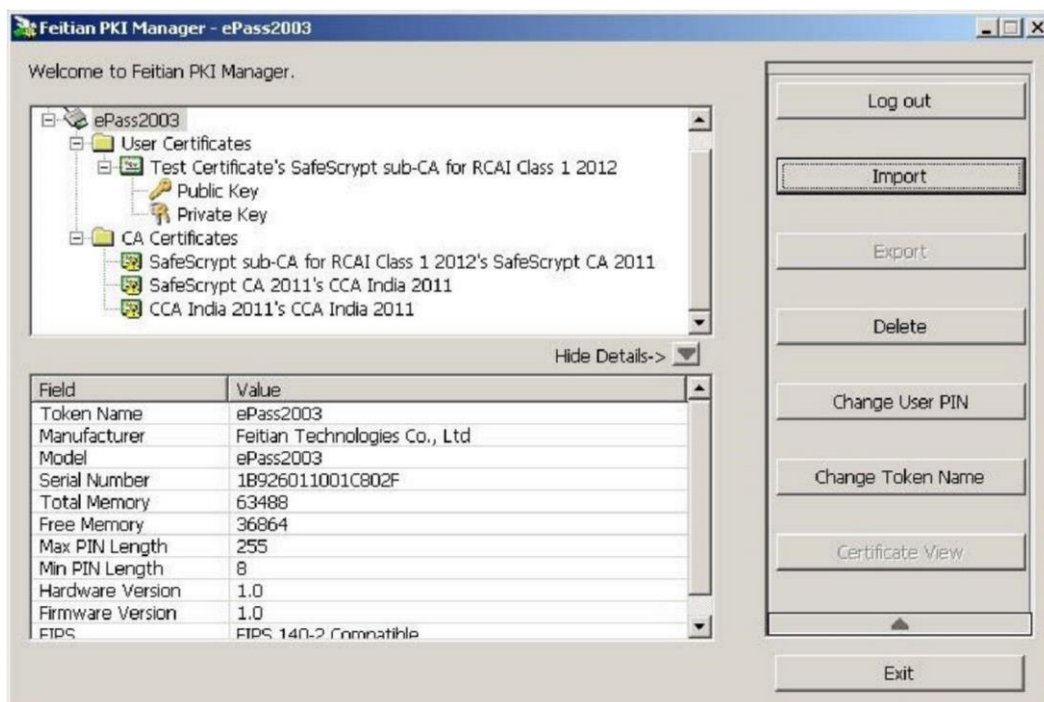 Feitian PKI Manager - ePass2003
Welcome to Feitian PKI Manager.
ePass2003
User Certificates
Test Certificate's SafeScrypt sub-CA for RCAI Class 1 2012
Public Key
Private Key
CA Certificates
SafeScrypt sub-CA for RCAI Class 1 2012's SafeScrypt CA 2011
SafeScrypt CA 2011's CCA India 2011
CCA India 2011's CCA India 2011
Hide Details->
Field Value
Token Name ePass2003
Manufacturer Feitian Technologies Co., Ltd
Model ePass2003
Serial Number 1B926011001C802F
Total Memory 63488
Free Memory 36864
Max PIN Length 255
Min PIN Length 8
Hardware Version 1.0
Firmware Version 1.0
FIPS FIPS 140-2 Compatible
Log out
Import
Export
Delete
Change User PIN
Change Token Name
Certificate View
Exit